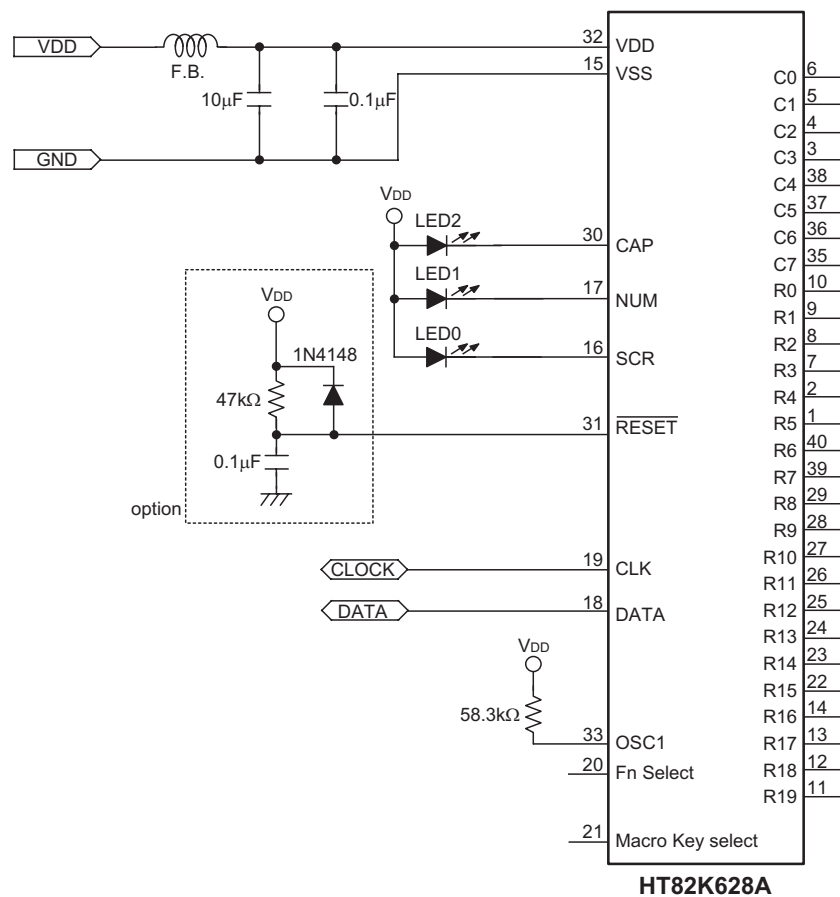 VDD
F.B.
10μF
0.1μF
GND
32 VDD
15 VSS
VDD
LED2
30 CAP
LED1
17 NUM
LED0
16 SCR
VDD
1N4148
47kΩ
31 RESET
0.1μF
option
CLOCK
19 CLK
DATA
18 DATA
VDD
58.3kΩ
33 OSC1
20 Fn Select
21 Macro Key select
C0 6
C1 5
C2 4
C3 3
C4 38
C5 37
C6 36
C7 35
R0 10
R1 9
R2 8
R3 7
R4 2
R5 1
R6 40
R7 39
R8 29
R9 28
R10 27
R11 26
R12 25
R13 24
R14 23
R15 22
R16 14
R17 13
R18 12
R19 11
HT82K628A